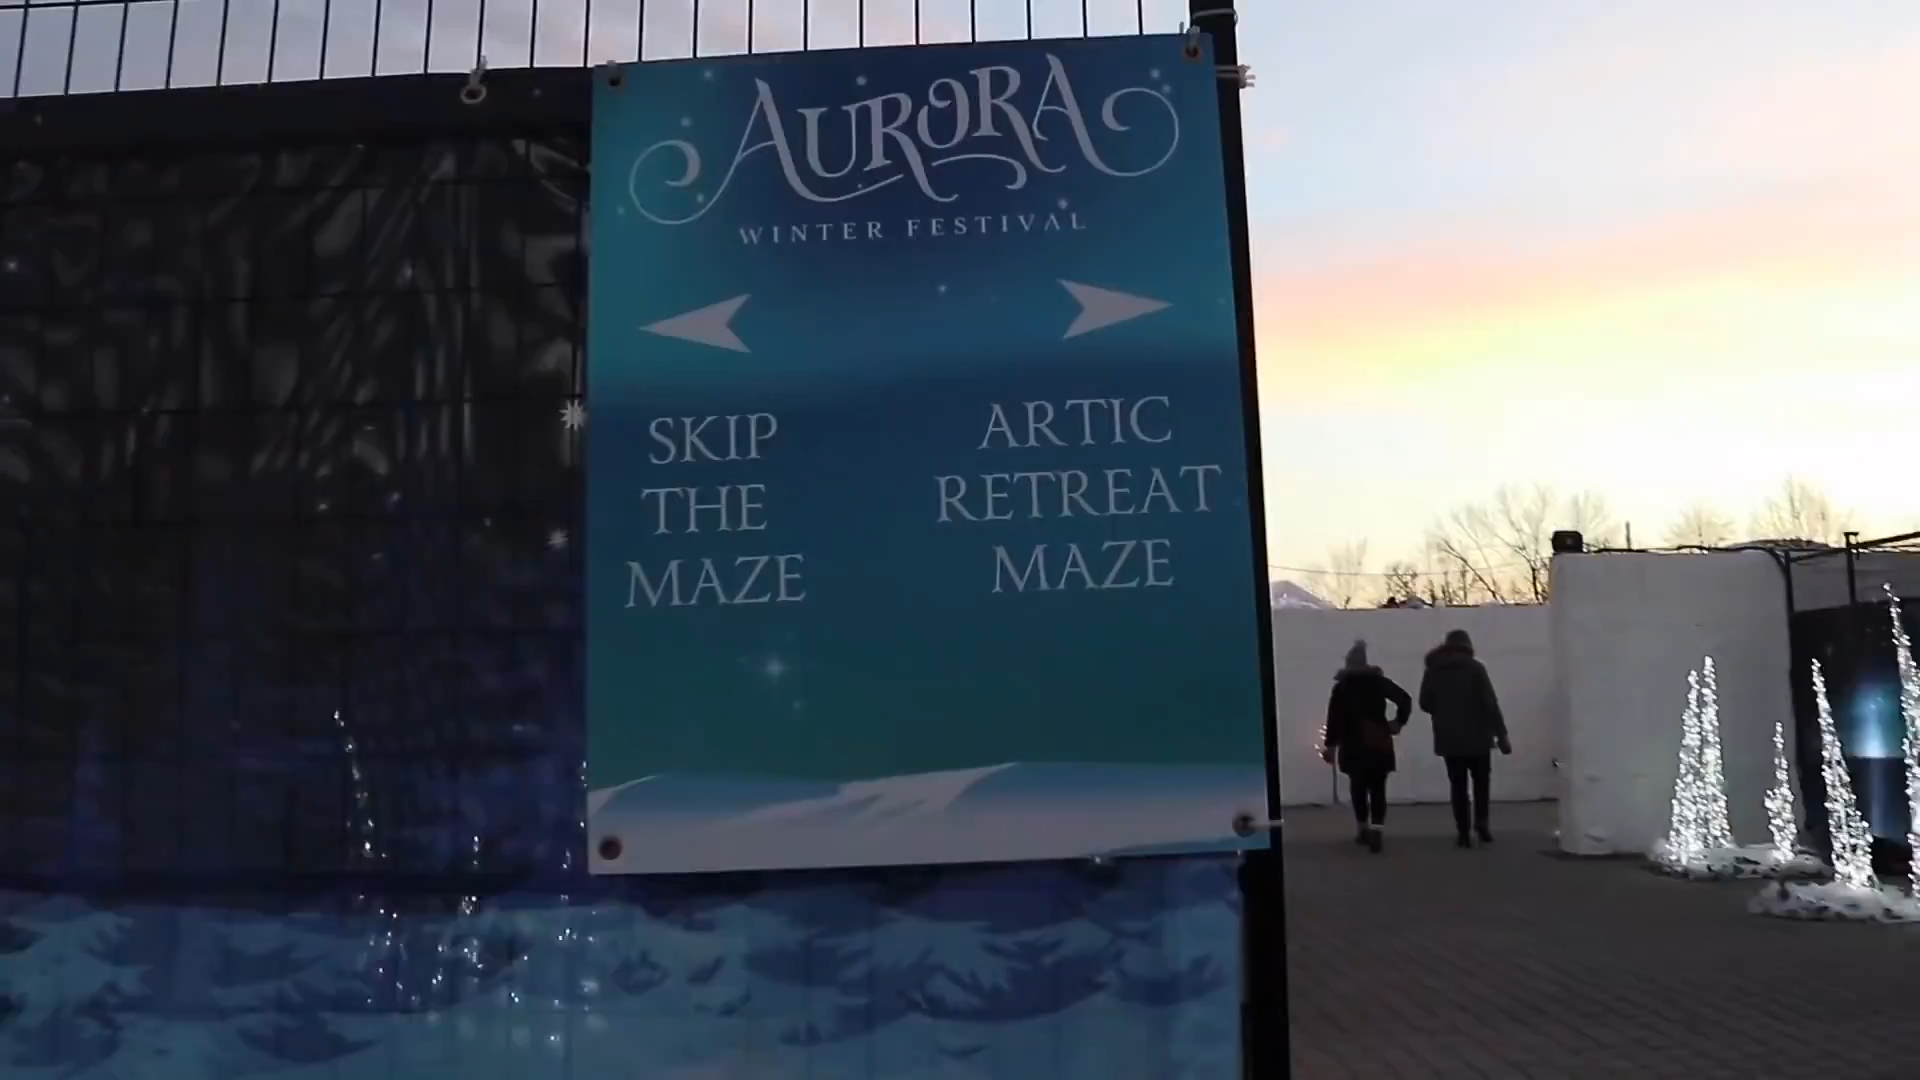 AURORA
WINTER FESTIVAL
SKIP
THE
MAZE
ARTIC
RETREAT
MAZE